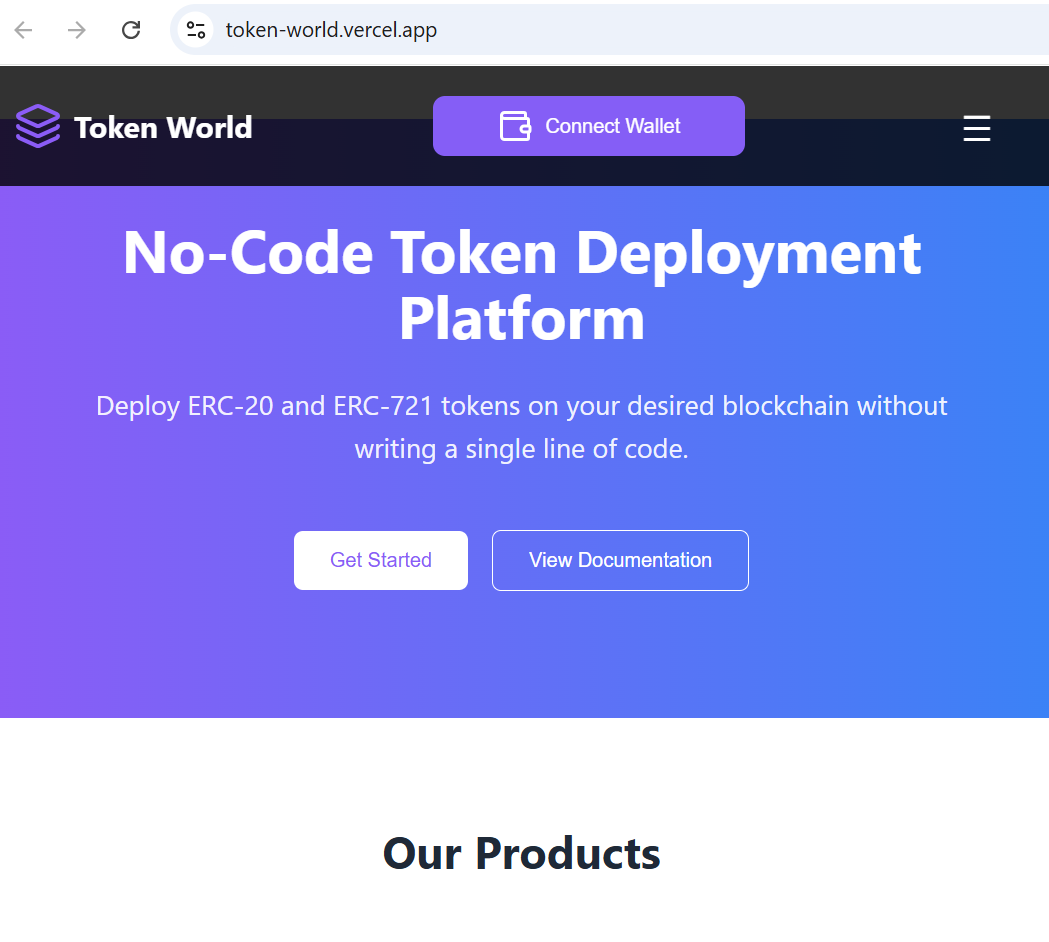 token-world.vercel.app
Token World
Connect Wallet
No-Code Token Deployment
Platform
Deploy ERC-20 and ERC-721 tokens on your desired blockchain without
writing a single line of code.
Get Started
View Documentation
Our Products